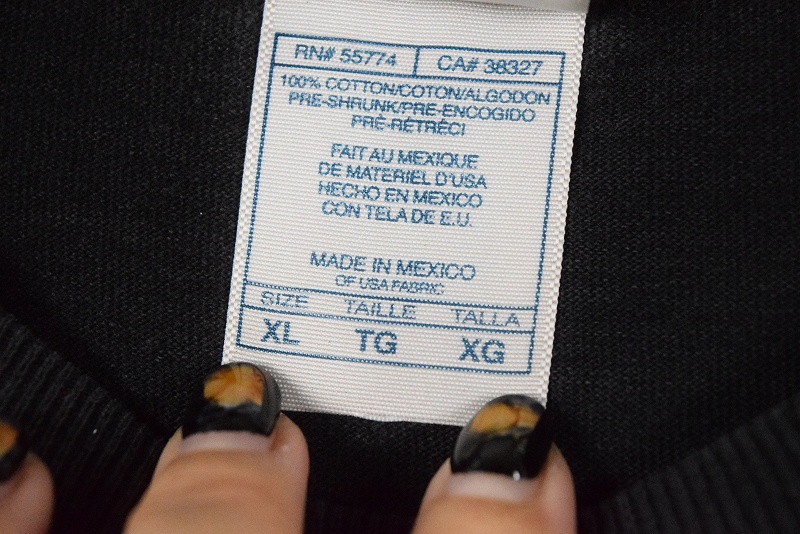 RN# 55774 CA# 38327
100% COTTON/COTON/ALGODON
PRE-SHRUNK/PRE-ENCOGIDO
PRÉ-RÉTRÉCI
FAIT AU MEXIQUE
DE MATERIEL D'USA
HECHO EN MEXICO
CON TELA DE E.U.
MADE IN MEXICO
OF USA FABRIC
SIZE TAILLE TALLA
XL TG XG